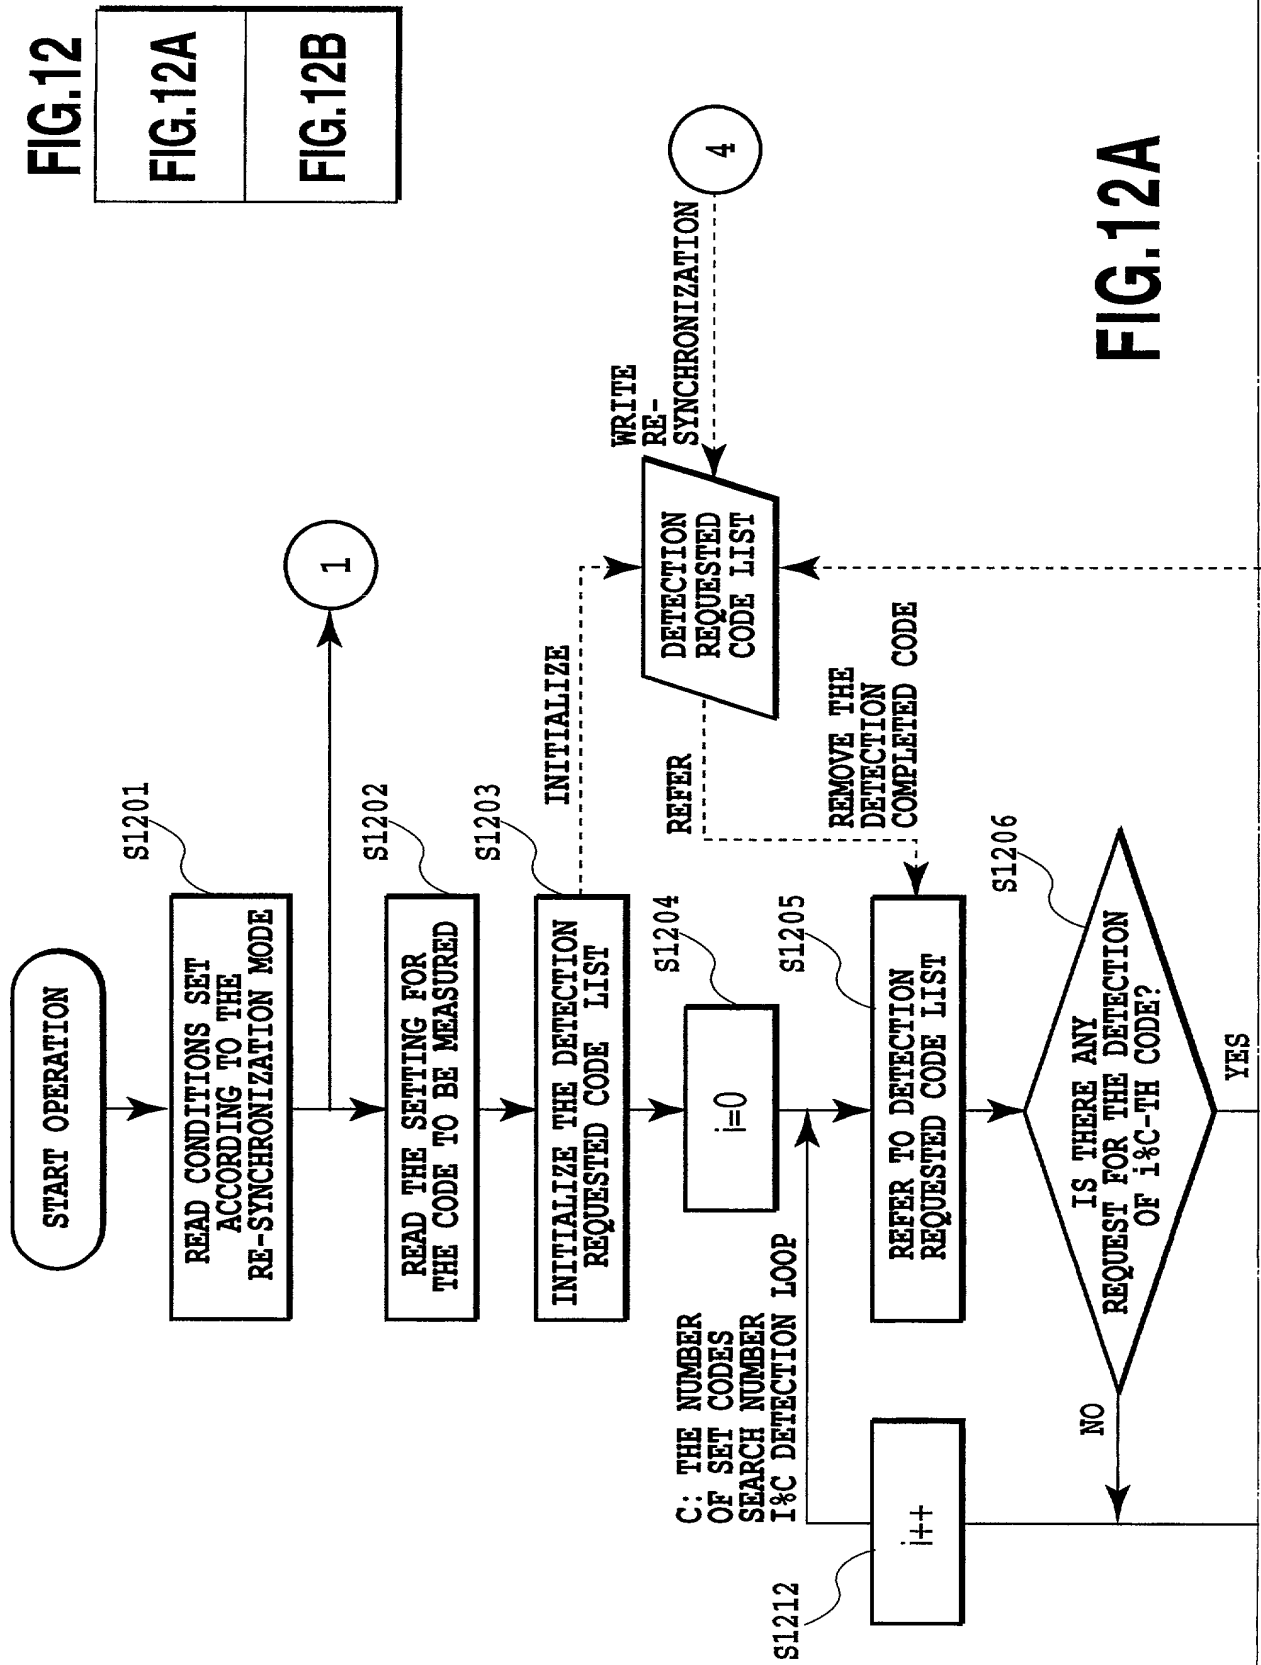 FIG.12
FIG.12A
FIG.12B
START OPERATION
S1201
READ CONDITIONS SET
ACCORDING TO THE
RE-SYNCHRONIZATION MODE
1
S1202
READ THE SETTING FOR
THE CODE TO BE MEASURED
S1203
INITIALIZE THE DETECTION
REQUESTED CODE LIST
INITIALIZE
WRITE
RE-
SYNCHRONIZATION
4
DETECTION
REQUESTED
CODE LIST
S1204
i=0
REFER
C: THE NUMBER
OF SET CODES
SEARCH NUMBER
I%C DETECTION LOOP
S1205
REFER TO DETECTION
REQUESTED CODE LIST
REMOVE THE
DETECTION
COMPLETED CODE
S1212
i++
S1206
IS THERE ANY
REQUEST FOR THE DETECTION
OF i%C-TH CODE?
NO
YES
FIG.12A